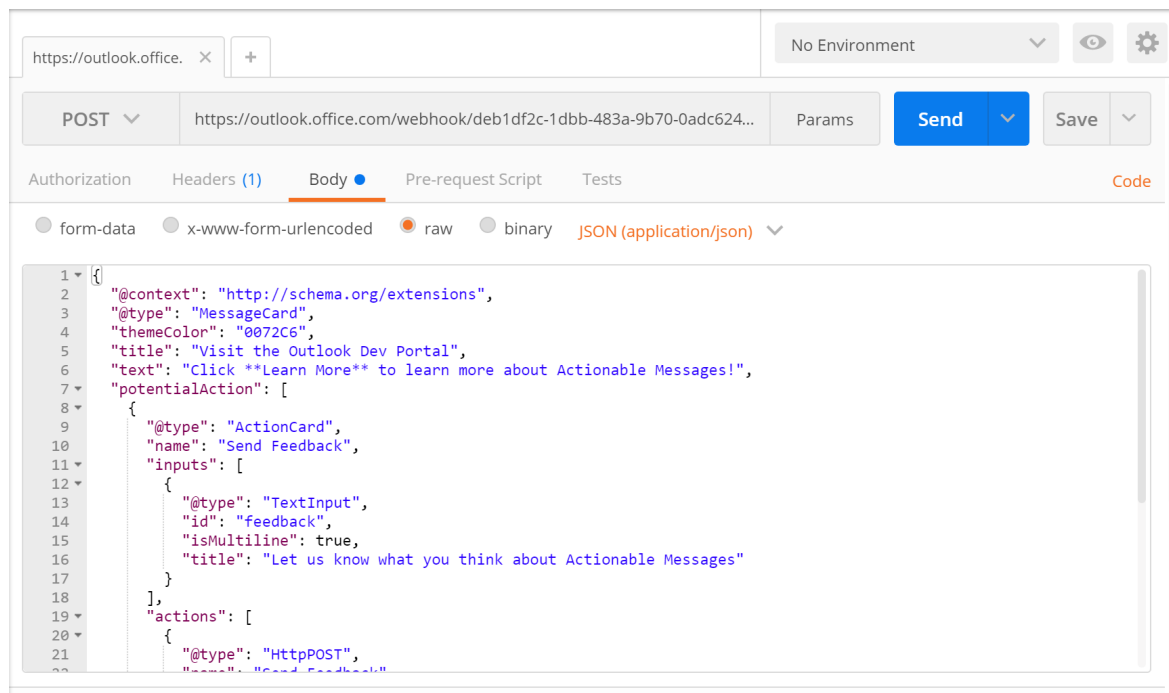 https://outlook.office. × +
No Environment
POST https://outlook.office.com/webhook/deb1df2c-1dbb-483a-9b70-0adc624... Params Send Save
Authorization Headers (1) Body Pre-request Script Tests Code
form-data x-www-form-urlencoded raw binary JSON (application/json)
1 {
2 "@context": "http://schema.org/extensions",
3 "@type": "MessageCard",
4 "themeColor": "0072C6",
5 "title": "Visit the Outlook Dev Portal",
6 "text": "Click **Learn More** to learn more about Actionable Messages!",
7 "potentialAction": [
8 {
9 "@type": "ActionCard",
10 "name": "Send Feedback",
11 "inputs": [
12 {
13 "@type": "TextInput",
14 "id": "feedback",
15 "isMultiline": true,
16 "title": "Let us know what you think about Actionable Messages"
17 }
18 ],
19 "actions": [
20 {
21 "@type": "HttpPOST",
22 "name": "Send Feedback"